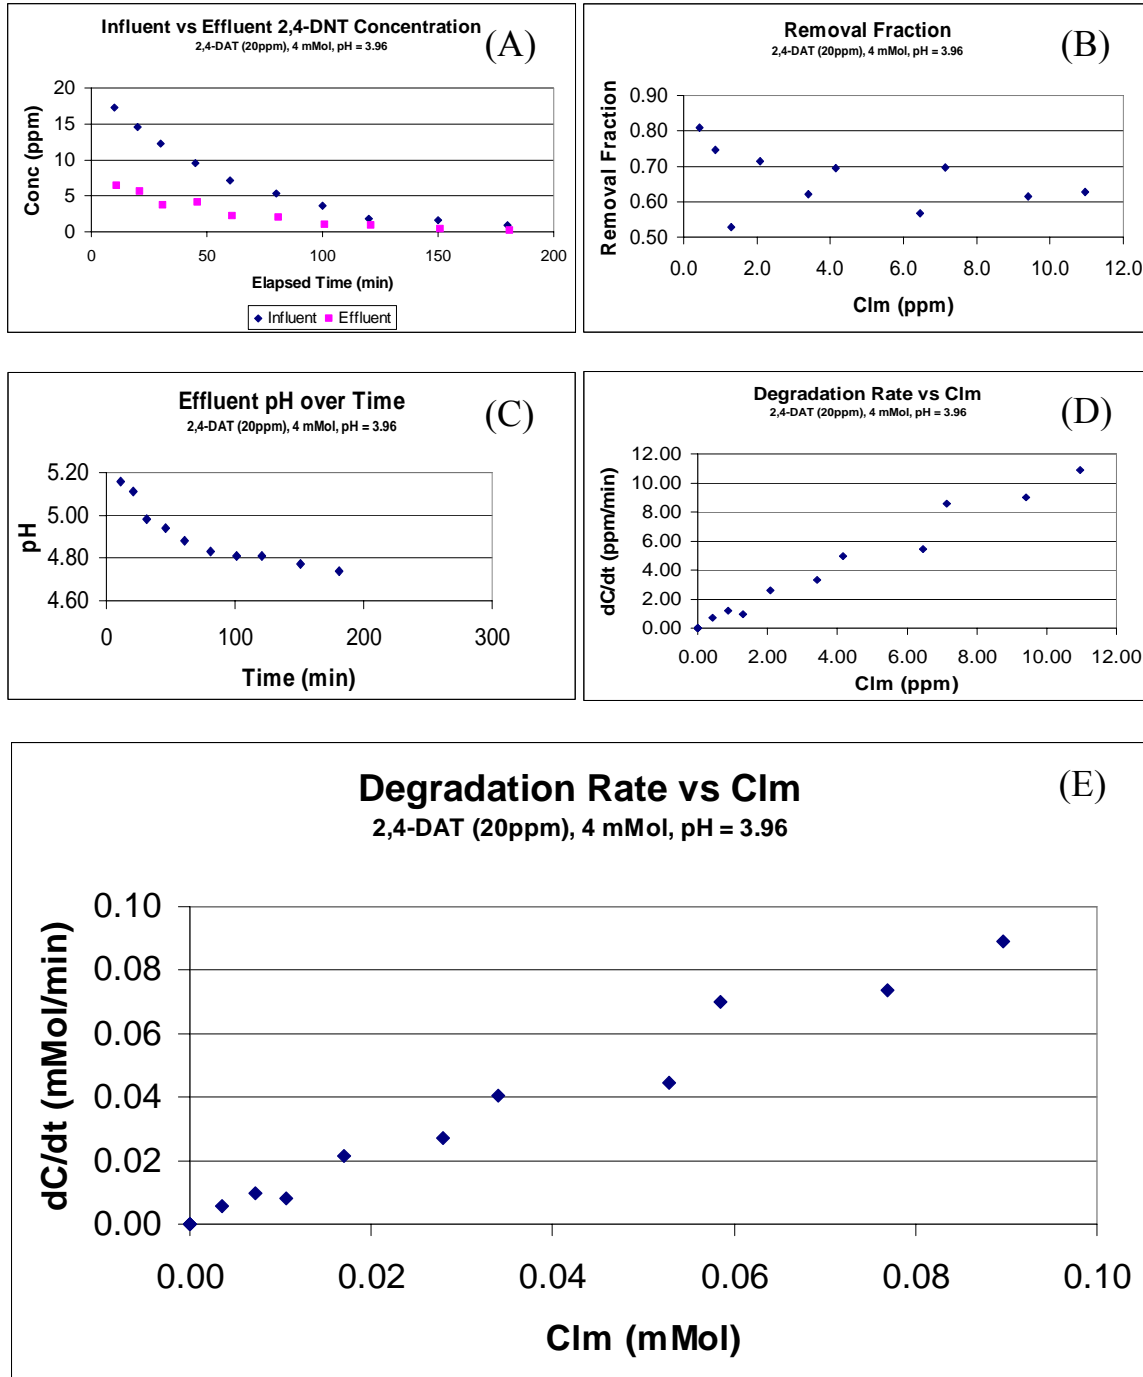 Influent vs Effluent 2,4-DNT Concentration
2,4-DAT (20ppm), 4 mMol, pH = 3.96
(A)
Conc (ppm)
20
15
10
5
0
0 50 100 150 200
Elapsed Time (min)
Influent Effluent
Removal Fraction
2,4-DAT (20ppm), 4 mMol, pH = 3.96
(B)
Removal Fraction
0.90
0.80
0.70
0.60
0.50
0.0 2.0 4.0 6.0 8.0 10.0 12.0
Clm (ppm)
Effluent pH over Time
2,4-DAT (20ppm), 4 mMol, pH = 3.96
(C)
pH
5.20
5.00
4.80
4.60
0 100 200 300
Time (min)
Degradation Rate vs Clm
2,4-DAT (20ppm), 4 mMol, pH = 3.96
(D)
dC/dt (ppm/min)
12.00
10.00
8.00
6.00
4.00
2.00
0.00
0.00 2.00 4.00 6.00 8.00 10.00 12.00
Clm (ppm)
Degradation Rate vs Clm
2,4-DAT (20ppm), 4 mMol, pH = 3.96
(E)
dC/dt (mMol/min)
0.10
0.08
0.06
0.04
0.02
0.00
0.00 0.02 0.04 0.06 0.08 0.10
Clm (mMol)